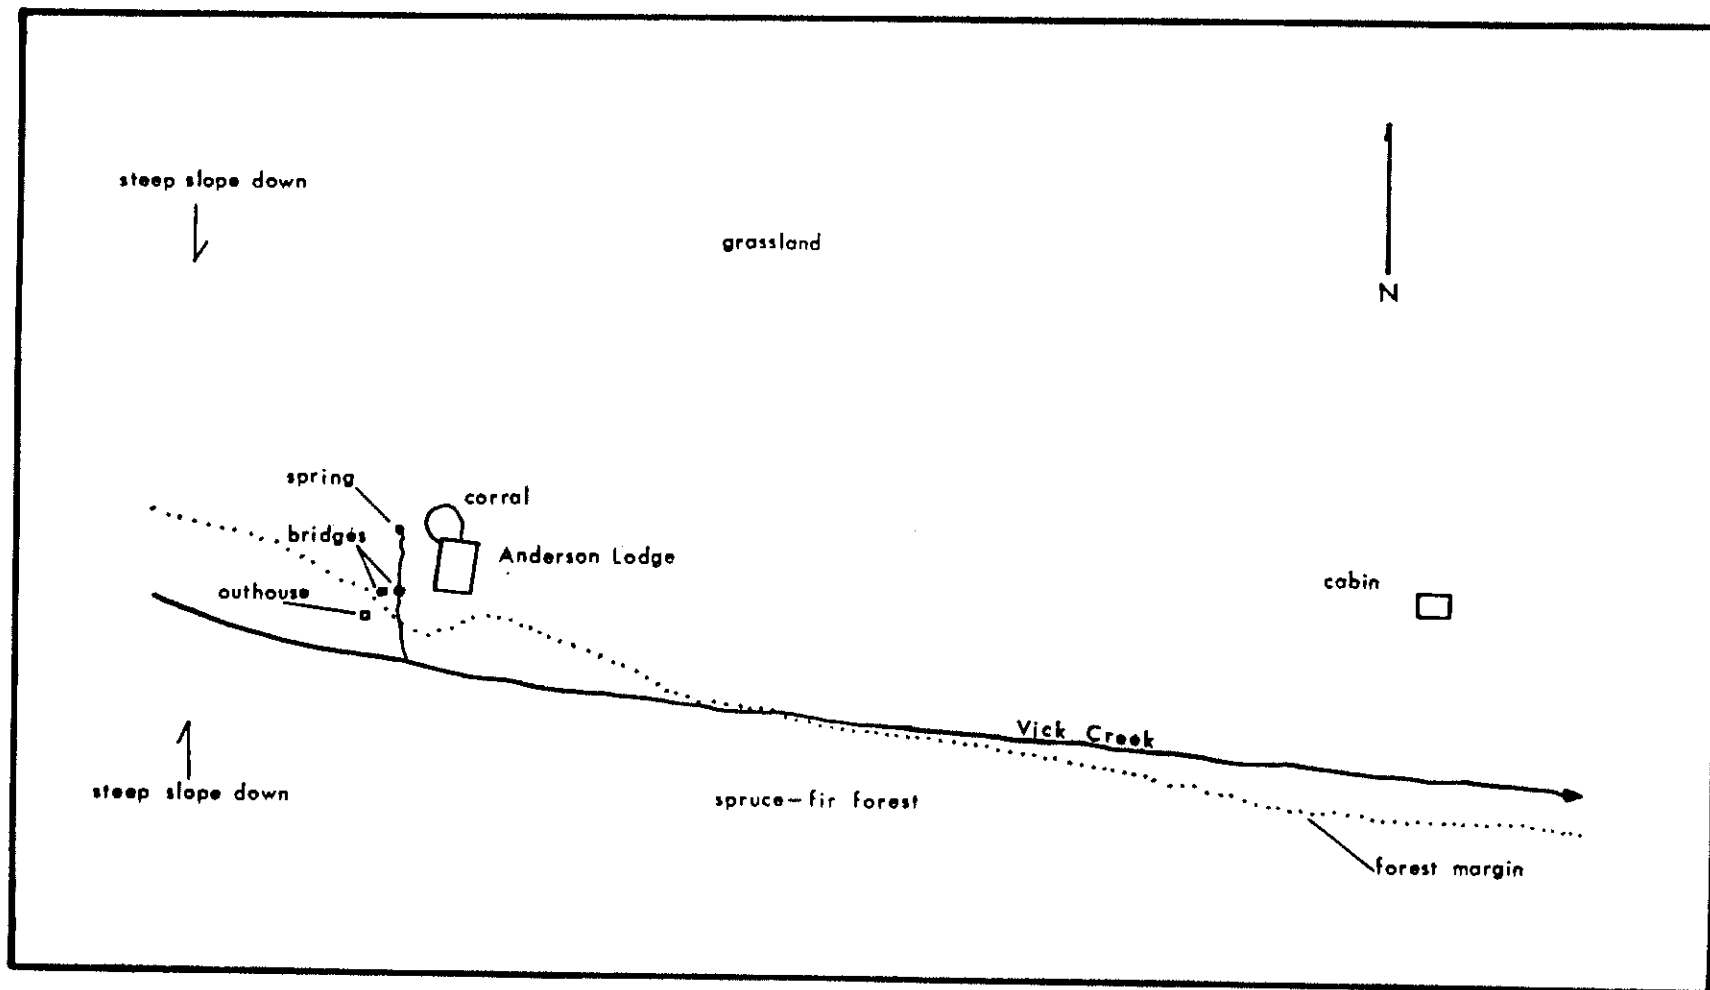 steep slope down
grassland
N
spring
corral
bridges
Anderson Lodge
outhouse
cabin
Vick Creek
steep slope down
spruce-fir forest
forest margin